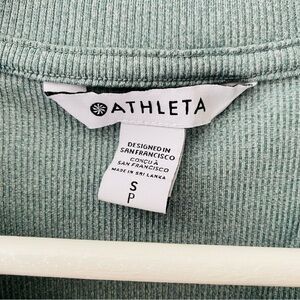 ATHLETA
DESIGNED IN
SAN FRANCISCO
CONÇU À
SAN FRANCISCO
MADE IN SRI LANKA
S
P